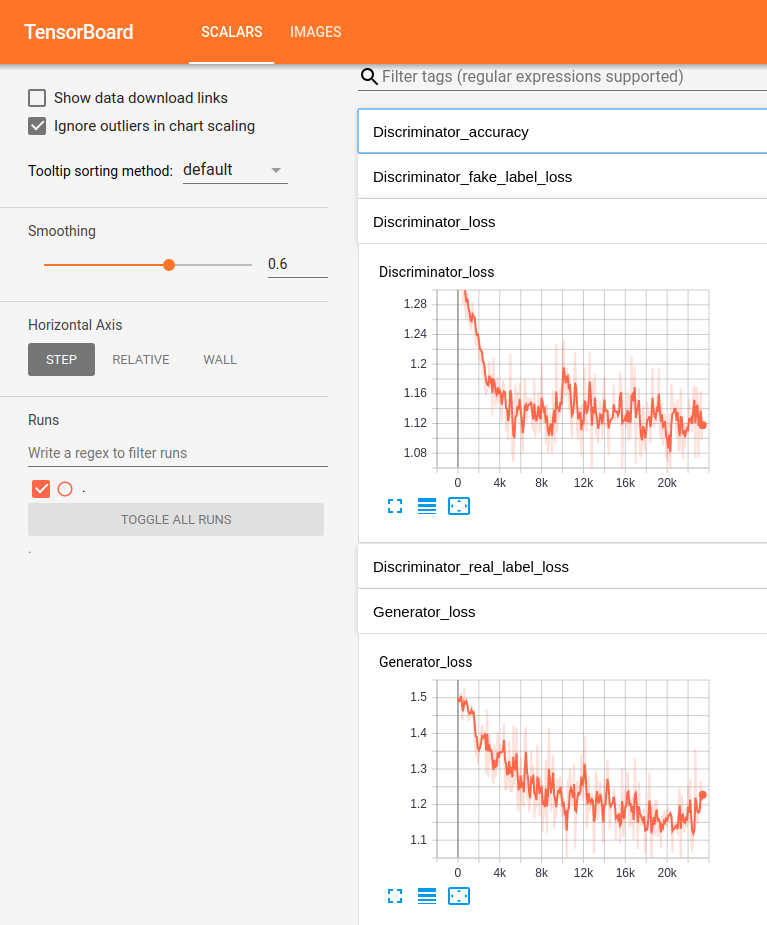 TensorBoard SCALARS IMAGES
Show data download links
Ignore outliers in chart scaling
Tooltip sorting method: default
Smoothing
0.6
Horizontal Axis
STEP RELATIVE WALL
Runs
Write a regex to filter runs
.
TOGGLE ALL RUNS
.
Filter tags (regular expressions supported)
Discriminator_accuracy
Discriminator_fake_label_loss
Discriminator_loss
Discriminator_loss
1.28
1.24
1.2
1.16
1.12
1.08
0 4k 8k 12k 16k 20k
Discriminator_real_label_loss
Generator_loss
Generator_loss
1.5
1.4
1.3
1.2
1.1
0 4k 8k 12k 16k 20k